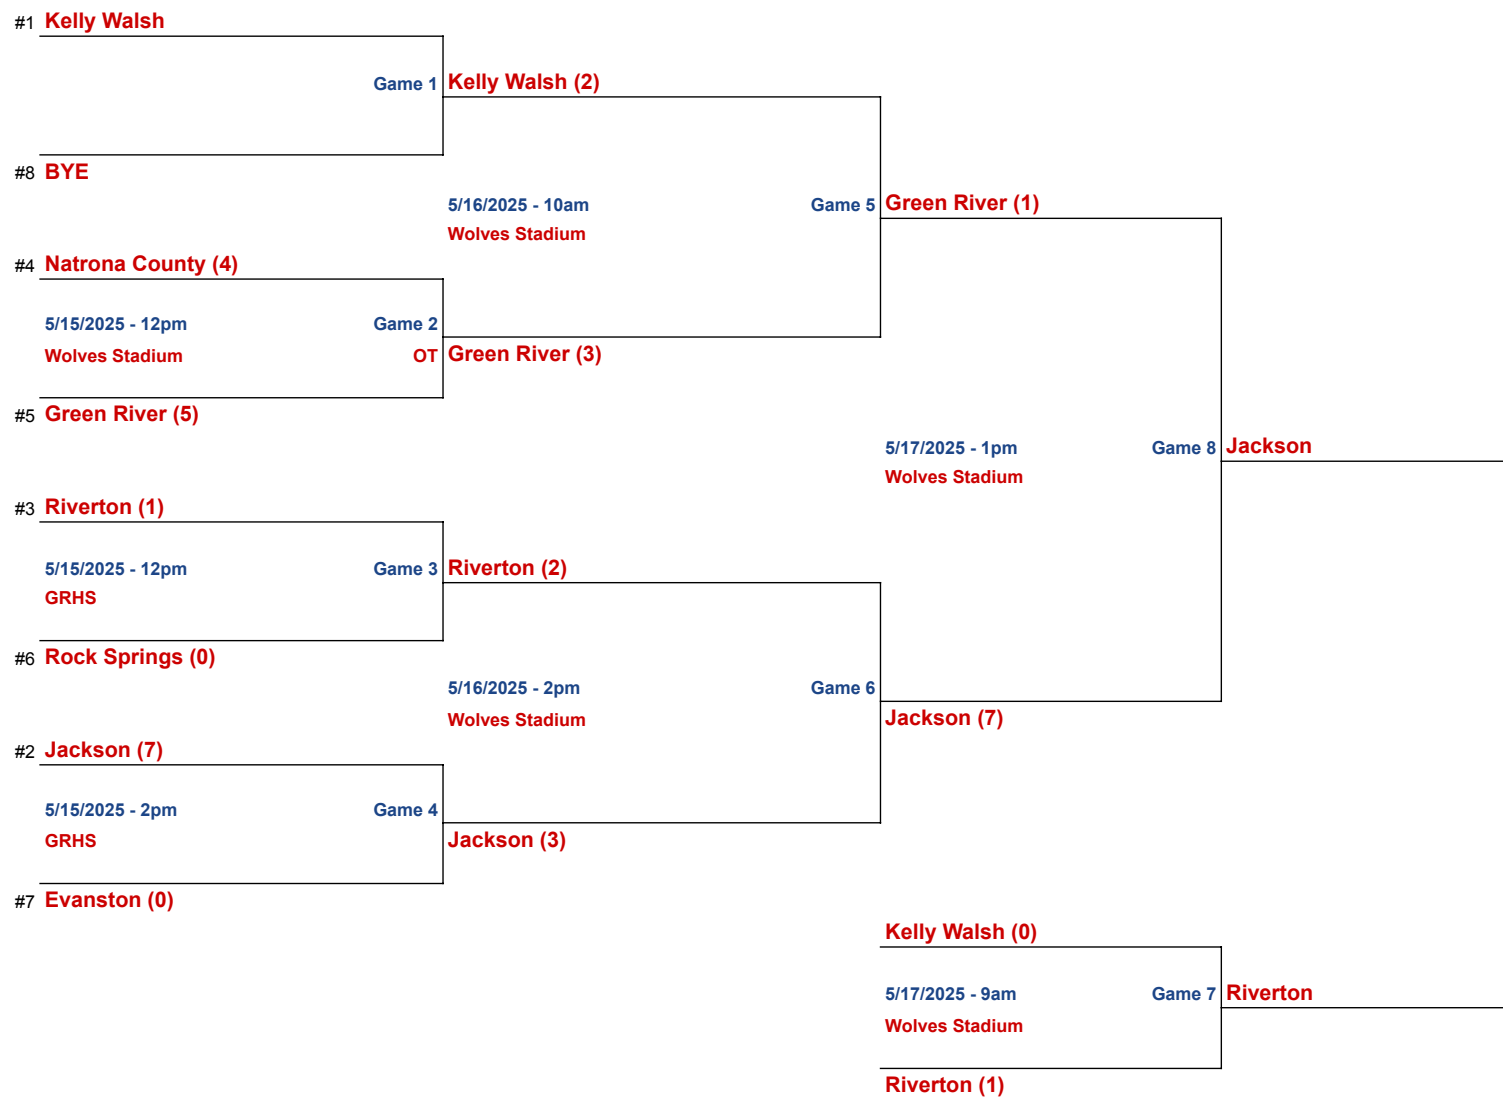 #1 Kelly Walsh
Game 1 Kelly Walsh (2)
#8 BYE
5/16/2025 - 10am Game 5 Green River (1)
Wolves Stadium
#4 Natrona County (4)
5/15/2025 - 12pm Game 2
Wolves Stadium OT Green River (3)
#5 Green River (5)
5/17/2025 - 1pm Game 8 Jackson
Wolves Stadium
#3 Riverton (1)
5/15/2025 - 12pm Game 3 Riverton (2)
GRHS
#6 Rock Springs (0)
5/16/2025 - 2pm Game 6
Wolves Stadium Jackson (7)
#2 Jackson (7)
5/15/2025 - 2pm Game 4
GRHS Jackson (3)
#7 Evanston (0)
Kelly Walsh (0)
5/17/2025 - 9am Game 7 Riverton
Wolves Stadium
Riverton (1)